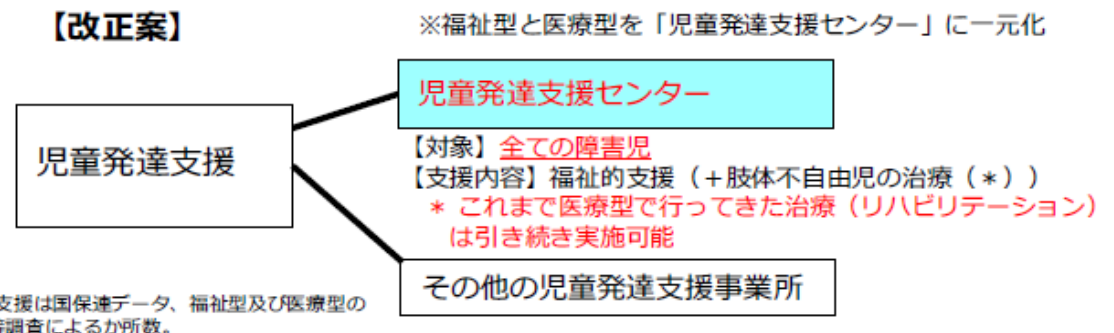 【改正案】
※福祉型と医療型を「児童発達支援センター」に一元化
児童発達支援センター
児童発達支援
【対象】全ての障害児
【支援内容】福祉的支援（＋肢体不自由児の治療（＊））
＊ これまで医療型で行ってきた治療（リハビリテーション）
は引き続き実施可能
その他の児童発達支援事業所
支援は国保連データ、福祉型及び医療型の
調査によるか所数。